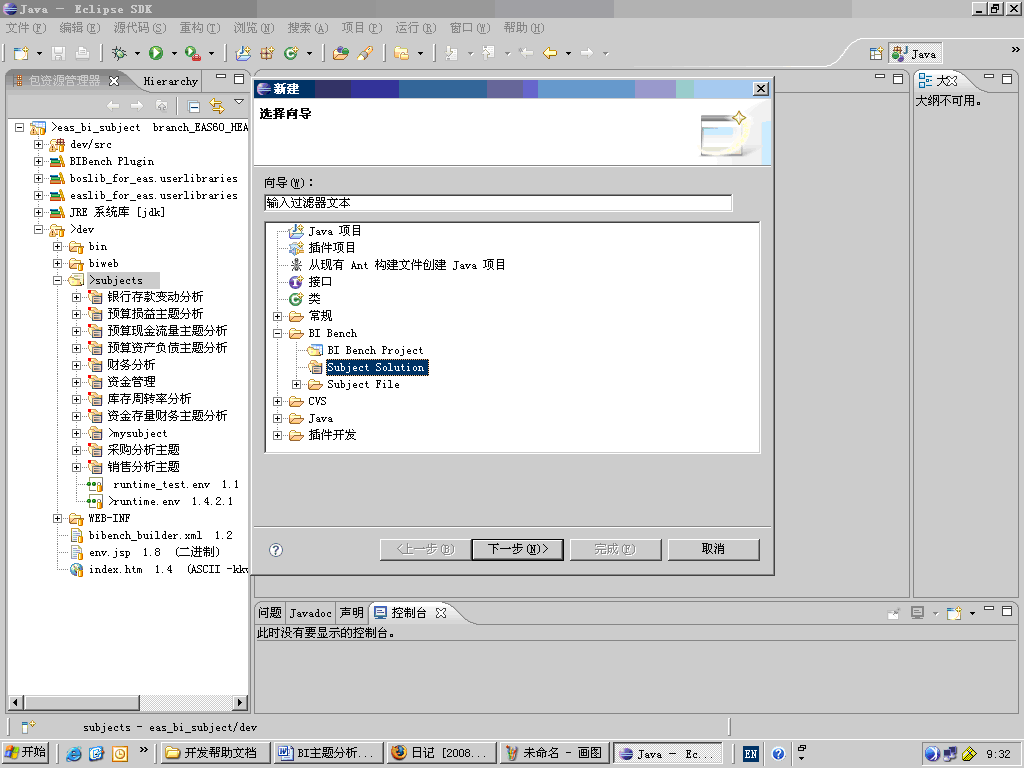 Java - Eclipse SDK
文件(F) 编辑(E) 源代码(S) 重构(T) 浏览(N) 搜索(A) 项目(P) 运行(R) 窗口(W) 帮助(H)
Java
»
包资源管理器 Hierarchy
>eas_bi_subject branch_EAS60_HEA
dev/src
BIBench Plugin
boslib_for_eas.userlibraries
easlib_for_eas.userlibraries
JRE 系统库 [jdk]
>dev
bin
biweb
>subjects
银行存款变动分析
预算损益主题分析
预算现金流量主题分析
预算资产负债主题分析
财务分析
资金管理
库存周转率分析
资金存量财务主题分析
>mysubject
采购分析主题
销售分析主题
runtime_test.env 1.1
>runtime.env 1.4.2.1
WEB-INF
bibench_builder.xml 1.2
env.jsp 1.8 (二进制)
index.htm 1.4 (ASCII -kkv
新建
选择向导
向导(W)：
输入过滤器文本
Java 项目
插件项目
从现有 Ant 构建文件创建 Java 项目
接口
类
常规
BI Bench
BI Bench Project
Subject Solution
Subject File
CVS
Java
插件开发
<上一步(B) 下一步(N)> 完成(F) 取消
大
大纲不可用。
问题 Javadoc 声明 控制台
此时没有要显示的控制台。
subjects - eas_bi_subject/dev
开始 » 开发帮助文档 BI主题分析... 日记 [2008... 未命名 - 画图 Java - Ec... EN 9:32